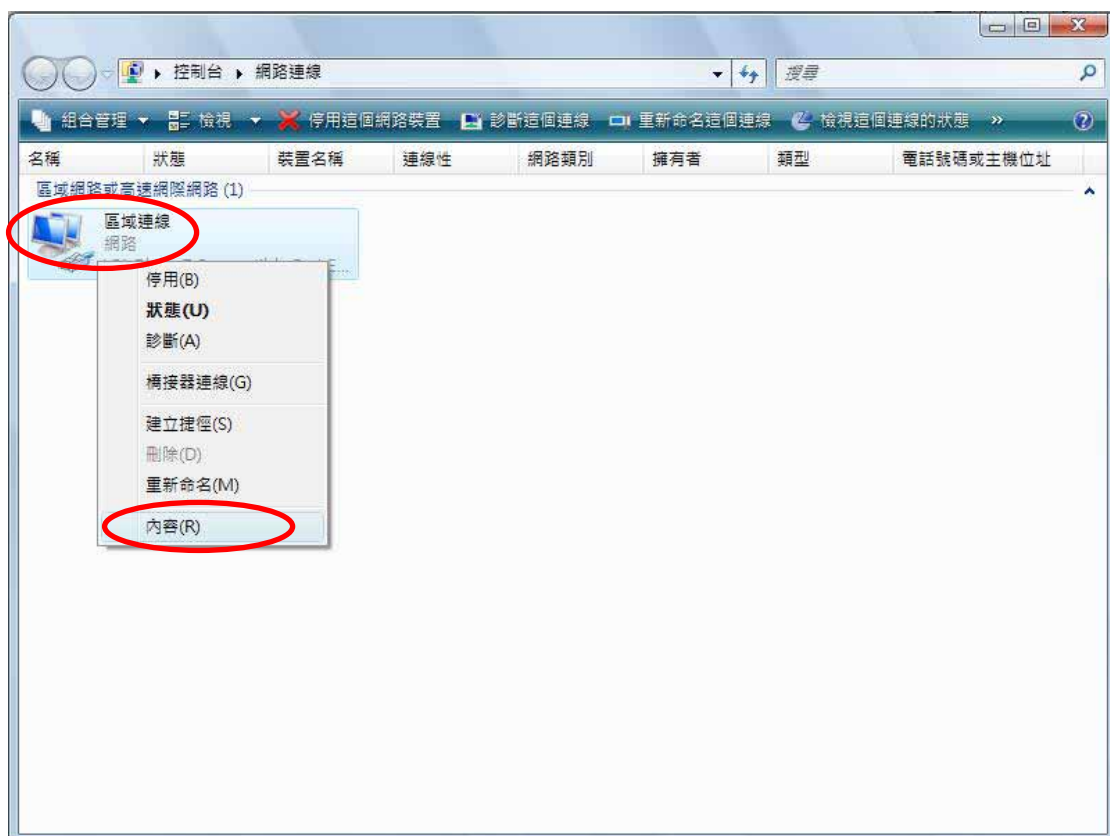 控制台 網路連線 搜尋
組合管理 檢視 停用這個網路裝置 診斷這個連線 重新命名這個連線 檢視這個連線的狀態 »
名稱 狀態 裝置名稱 連線性 網路類別 擁有者 類型 電話號碼或主機位址
區域網路或高速網際網路 (1)
區域連線
網路
停用(B)
狀態(U)
診斷(A)
橋接器連線(G)
建立捷徑(S)
刪除(D)
重新命名(M)
內容(R)